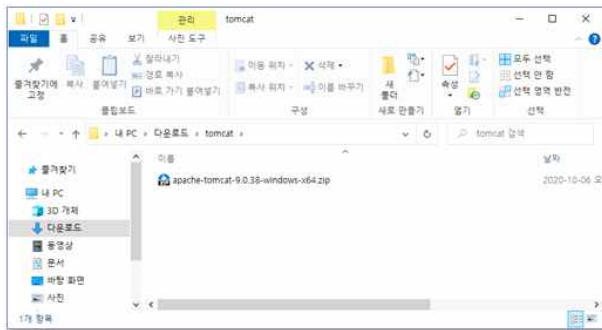 관리
tomcat
파일
홈
공유
보기
사진 도구
즐겨찾기에
고정
복사
붙여넣기
잘라내기
경로 복사
바로 가기 붙여넣기
클립보드
이동 위치
복사 위치
삭제
이름 바꾸기
구성
새
폴더
새로 만들기
속성
열기
모두 선택
선택 안 함
선택 영역 반전
선택
내 PC > 다운로드 > tomcat >
tomcat 검색
이름
날짜
apache-tomcat-9.0.38-windows-x64.zip
2020-10-06 오
즐겨찾기
내 PC
3D 개체
다운로드
동영상
문서
바탕 화면
사진
1개 항목